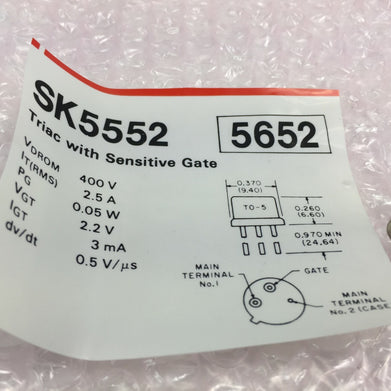 SK5552
5652
Triac with Sensitive Gate
VDROM 400 V
IT(RMS) 2.5 A
PG 0.05 W
VGT 2.2 V
IGT 3 mA
dv/dt 0.5 V/μs
0.370
(9.40)
TO-5
0.260
(6.60)
0.970 MIN
(24,64)
MAIN
TERMINAL
No.1
GATE
MAIN
TERMINAL
No. 2 (CASE